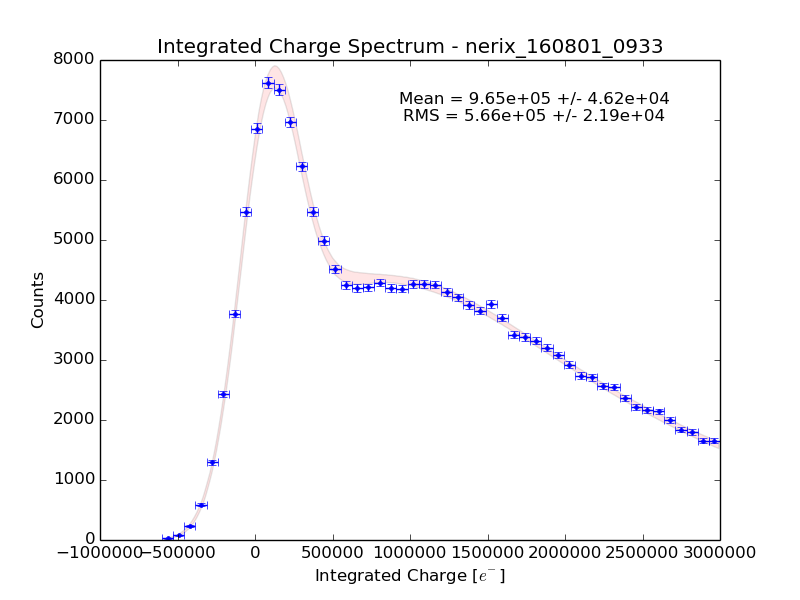 Integrated Charge Spectrum - nerix_160801_0933
8000
Mean = 9.65e+05 +/- 4.62e+04
RMS = 5.66e+05 +/- 2.19e+04
7000
6000
5000
4000
3000
2000
1000
0
Counts
−1000000 −500000 0 500000 1000000 1500000 2000000 2500000 3000000
Integrated Charge [e⁻]